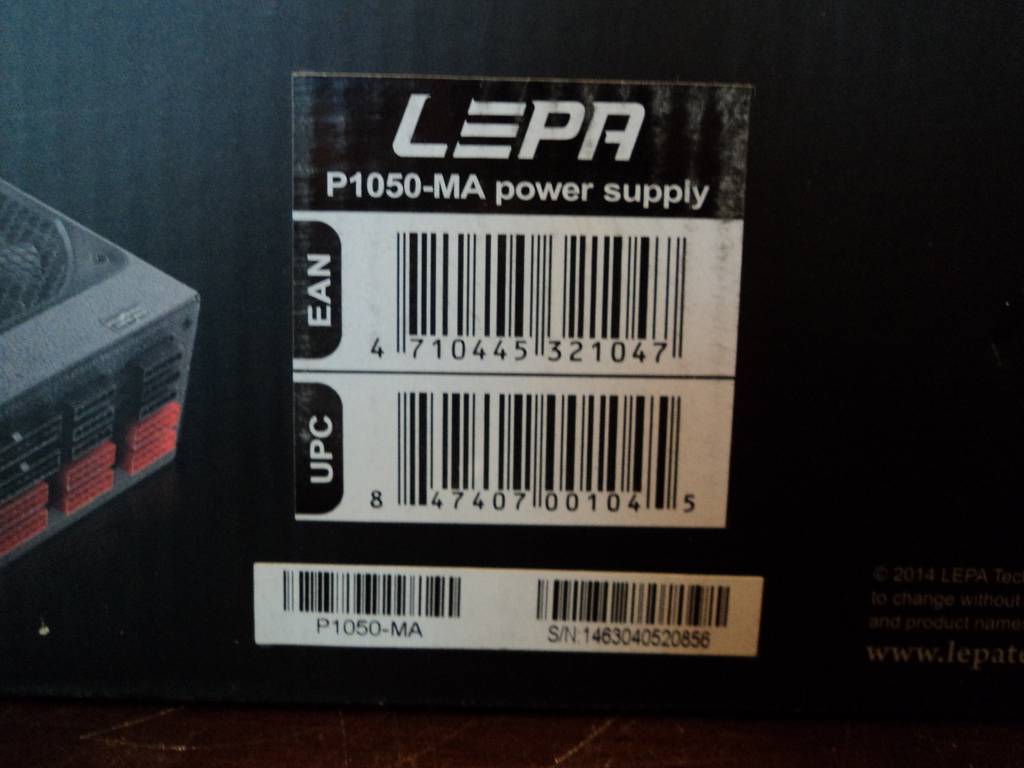 LEPA
P1050-MA power supply
EAN
4 710445 321047
UPC
8 47407 00104 5
P1050-MA
S/N:1463040520856
© 2014 LEPA Tec
to change without
and product name
www.lepat